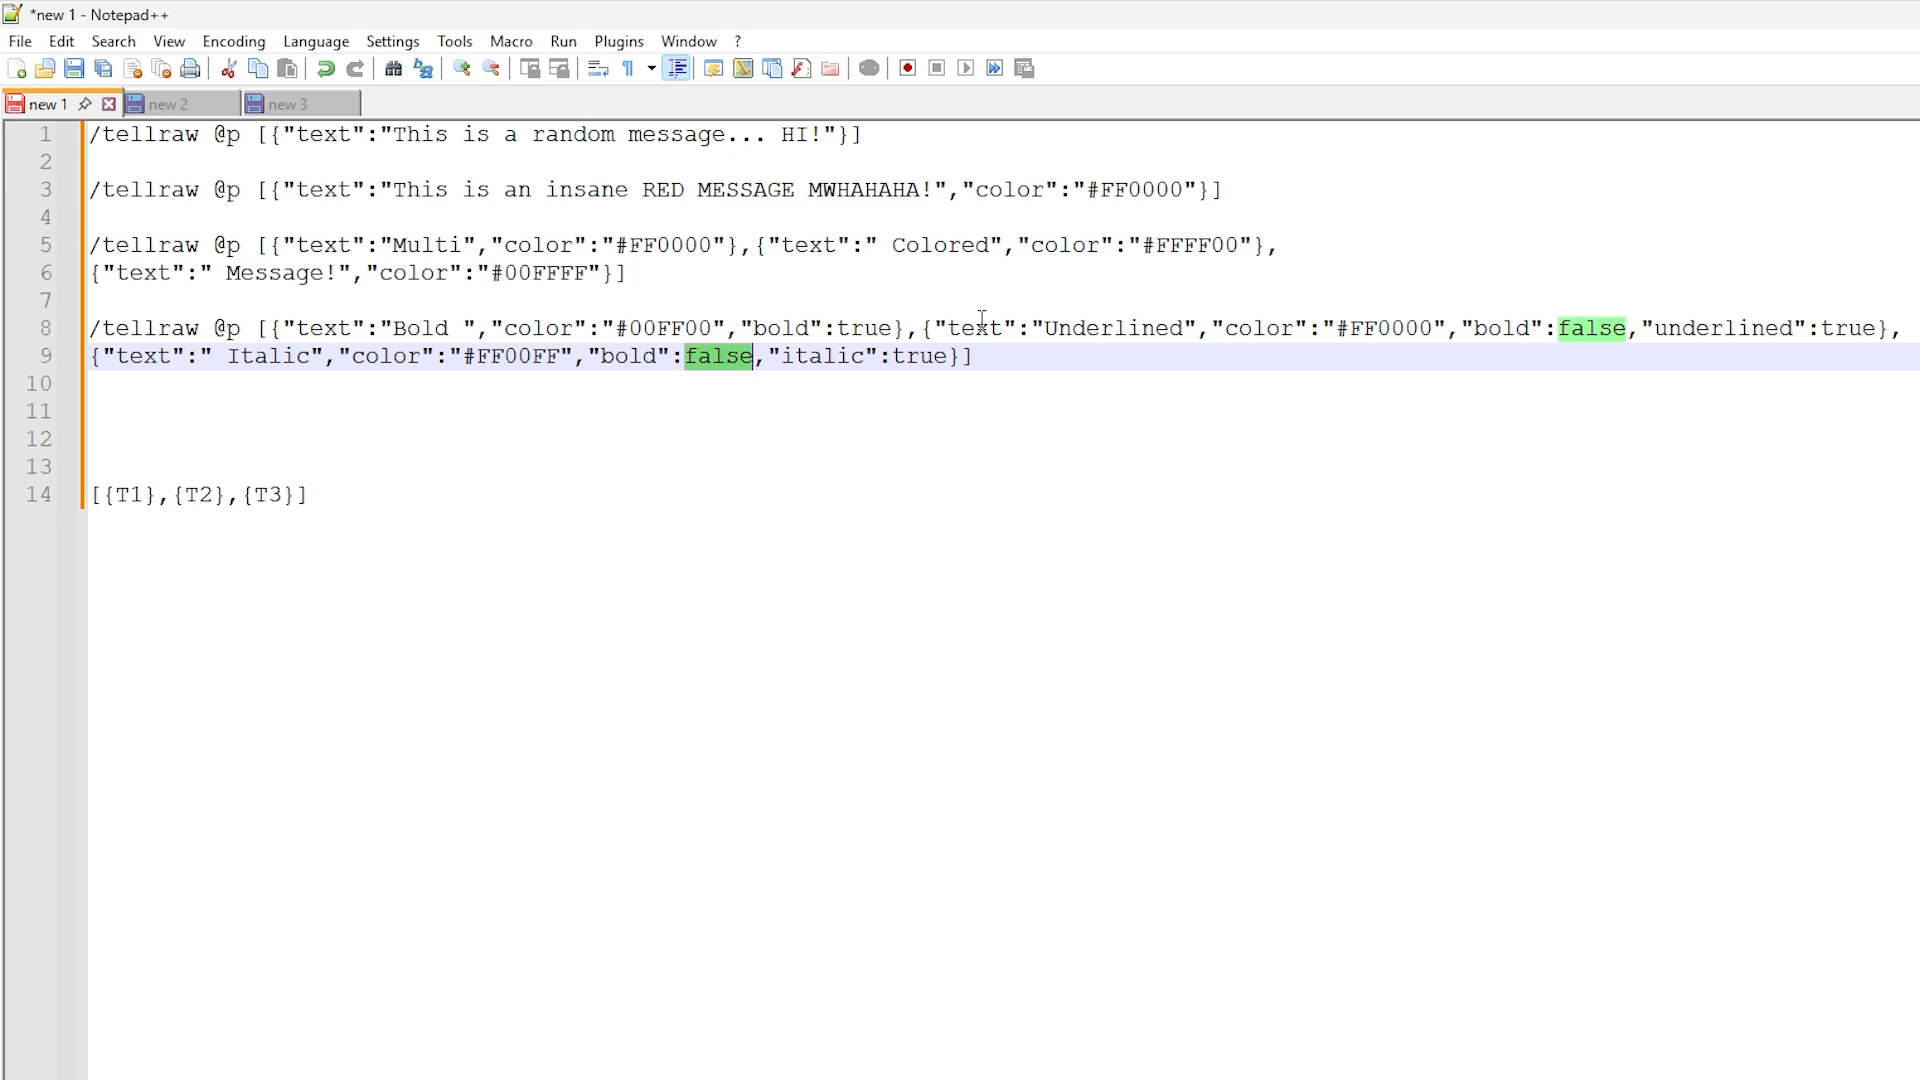 *new 1 - Notepad++
File Edit Search View Encoding Language Settings Tools Macro Run Plugins Window ?
new 1 new 2 new 3
1 /tellraw @p [{"text":"This is a random message... HI!"}]
2
3 /tellraw @p [{"text":"This is an insane RED MESSAGE MWHAHAHA!","color":"#FF0000"}]
4
5 /tellraw @p [{"text":"Multi","color":"#FF0000"},{"text":" Colored","color":"#FFFF00"},
6 {"text":" Message!","color":"#00FFFF"}]
7
8 /tellraw @p [{"text":"Bold ","color":"#00FF00","bold":true},{"text":"Underlined","color":"#FF0000","bold":false,"underlined":true},
9 {"text":" Italic","color":"#FF00FF","bold":false,"italic":true}]
10
11
12
13
14 [{T1},{T2},{T3}]